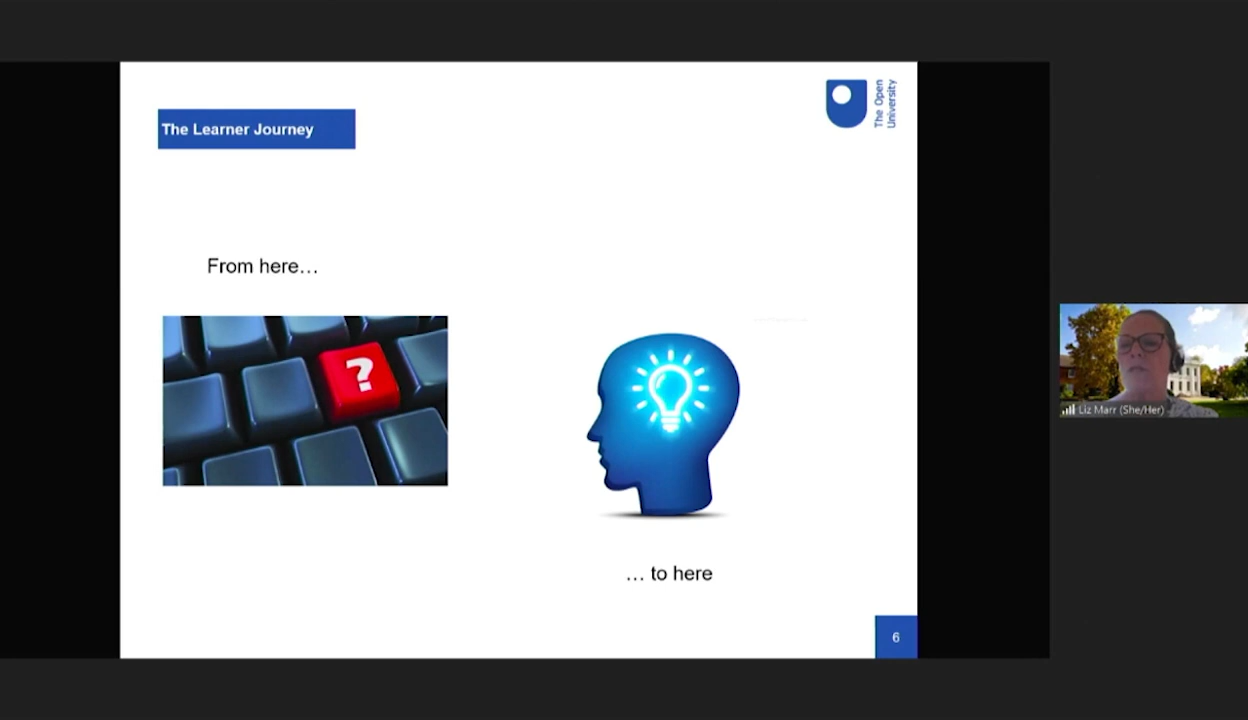 The Learner Journey
The Open
University
From here…
?
… to here
6
Liz Marr (She/Her)